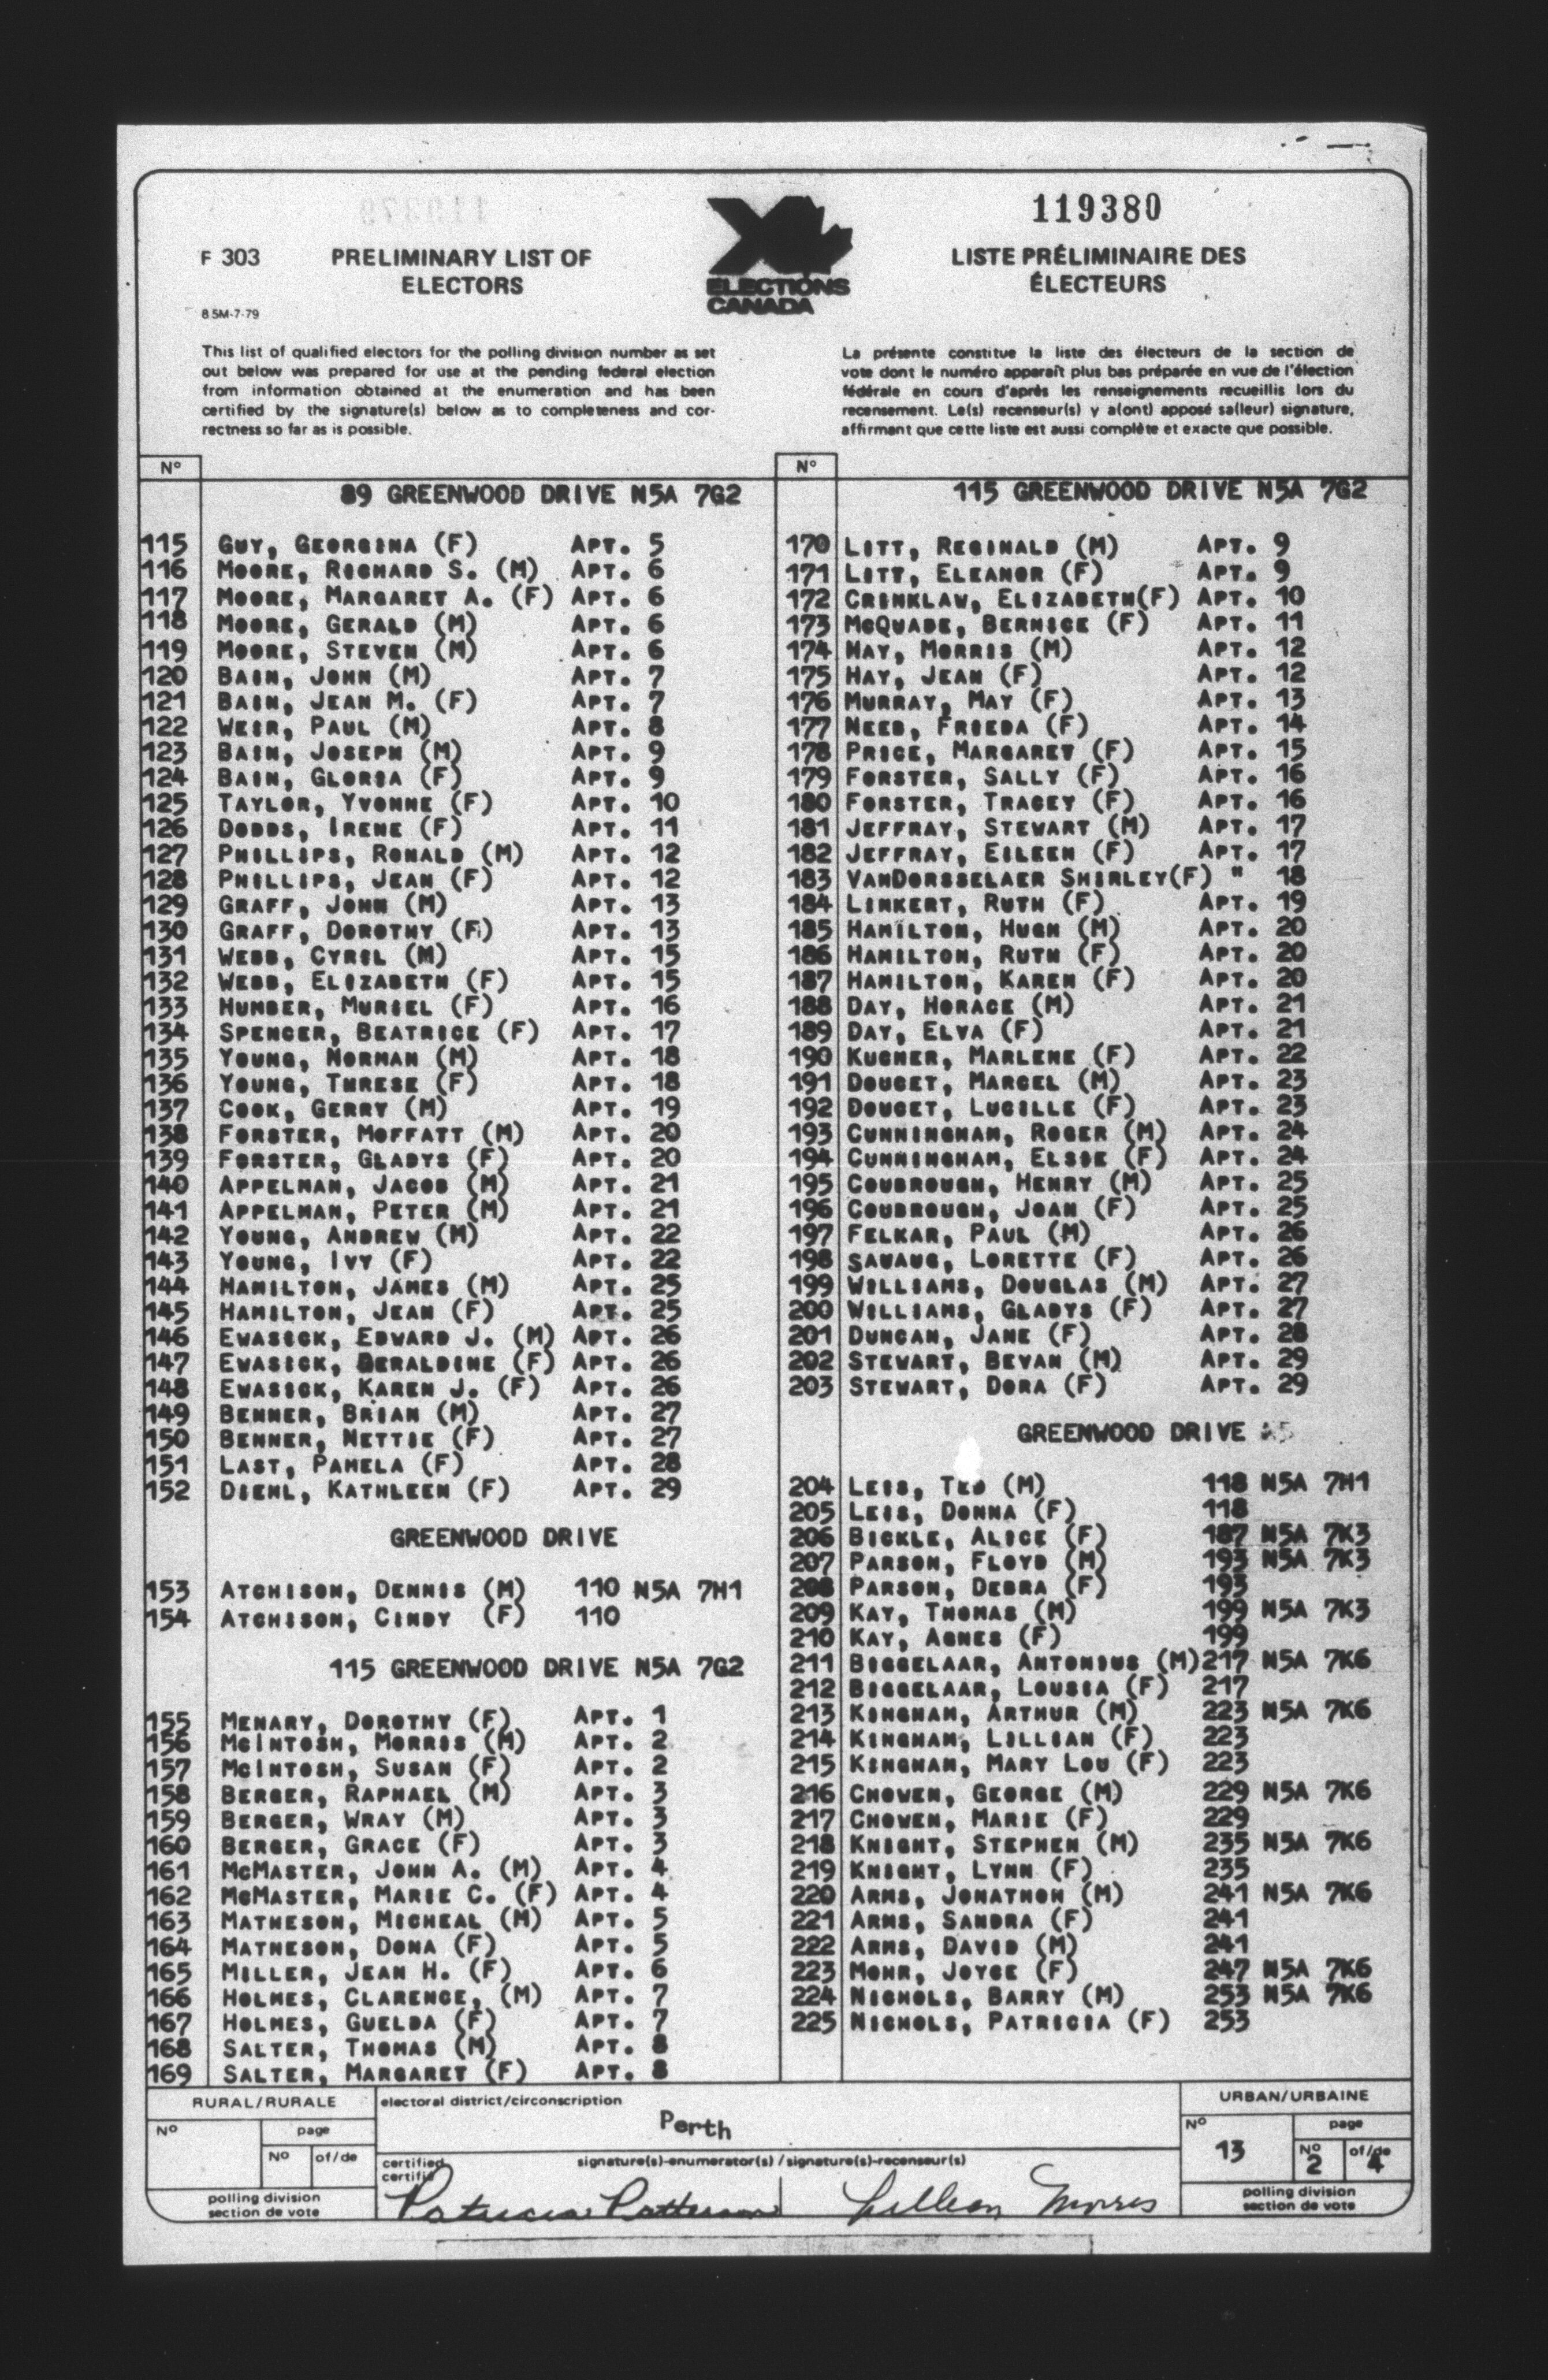 119380
F 303
PRELIMINARY LIST OF
ELECTORS
8.5M-7-79
ELECTIONS
CANADA
LISTE PRÉLIMINAIRE DES
ÉLECTEURS
This list of qualified electors for the polling division number as set
out below was prepared for use at the pending federal election
from information obtained at the enumeration and has been
certified by the signature(s) below as to completeness and cor-
rectness so far as is possible.
La présente constitue la liste des électeurs de la section de
vote dont le numéro apparaît plus bas préparée en vue de l'élection
fédérale en cours d'après les renseignements recueillis lors du
recensement. Le(s) recenseur(s) y a(ont) apposé sa(leur) signature,
affirmant que cette liste est aussi complète et exacte que possible.
Nº
89 GREENWOOD DRIVE N5A 7G2
115 GUY, GEORGINA (F) APT. 5
116 MOORE, RICHARD S. (M) APT. 6
117 MOORE, MARGARET A. (F) APT. 6
118 MOORE, GERALD (M) APT. 6
119 MOORE, STEVEN (M) APT. 6
120 BAIN, JOHN (M) APT. 7
121 BAIN, JEAN M. (F) APT. 7
122 WEIR, PAUL (M) APT. 8
123 BAIN, JOSEPH (M) APT. 9
124 BAIN, GLORIA (F) APT. 9
125 TAYLOR, YVONNE (F) APT. 10
126 DODDS, IRENE (F) APT. 11
127 PHILLIPS, RONALD (M) APT. 12
128 PHILLIPS, JEAN (F) APT. 12
129 GRAFF, JOHN (M) APT. 13
130 GRAFF, DOROTHY (F) APT. 13
131 WEBB, CYRIL (M) APT. 15
132 WEBB, ELIZABETH (F) APT. 15
133 HUMBER, MURIEL (F) APT. 16
134 SPENCER, BEATRICE (F) APT. 17
135 YOUNG, NORMAN (M) APT. 18
136 YOUNG, THRESE (F) APT. 18
137 COOK, GERRY (M) APT. 19
138 FORSTER, MOFFATT (M) APT. 20
139 FORSTER, GLADYS (F) APT. 20
140 APPELMAN, JACOB (M) APT. 21
141 APPELMAN, PETER (M) APT. 21
142 YOUNG, ANDREW (M) APT. 22
143 YOUNG, IVY (F) APT. 22
144 HAMILTON, JAMES (M) APT. 25
145 HAMILTON, JEAN (F) APT. 25
146 EWASICK, EDWARD J. (M) APT. 26
147 EWASICK, GERALDINE (F) APT. 26
148 EWASICK, KAREN J. (F) APT. 26
149 BENNER, BRIAN (M) APT. 27
150 BENNER, NETTIE (F) APT. 27
151 LAST, PAMELA (F) APT. 28
152 DIEHL, KATHLEEN (F) APT. 29
GREENWOOD DRIVE
153 ATCHISON, DENNIS (M) 110 N5A 7H1
154 ATCHISON, CINDY (F) 110
115 GREENWOOD DRIVE N5A 7G2
155 MENARY, DOROTHY (F) APT. 1
156 MCINTOSH, MORRIS (M) APT. 2
157 MCINTOSH, SUSAN (F) APT. 2
158 BERGER, RAPHAEL (M) APT. 3
159 BERGER, WRAY (M) APT. 3
160 BERGER, GRACE (F) APT. 3
161 MCMASTER, JOHN A. (M) APT. 4
162 MCMASTER, MARIE C. (F) APT. 4
163 MATHESON, MICHEAL (M) APT. 5
164 MATHESON, DONA (F) APT. 5
165 MILLER, JEAN H. (F) APT. 6
166 HOLMES, CLARENCE, (M) APT. 7
167 HOLMES, GUELDA (F) APT. 7
168 SALTER, THOMAS (M) APT. 8
169 SALTER, MARGARET (F) APT. 8
Nº
115 GREENWOOD DRIVE N5A 7G2
170 LITT, REGINALD (M) APT. 9
171 LITT, ELEANOR (F) APT. 9
172 CRINKLAW, ELIZABETH(F) APT. 10
173 MCQUADE, BERNICE (F) APT. 11
174 HAY, MORRIS (M) APT. 12
175 HAY, JEAN (F) APT. 12
176 MURRAY, MAY (F) APT. 13
177 NEEB, FRIEDA (F) APT. 14
178 PRICE, MARGARET (F) APT. 15
179 FORSTER, SALLY (F) APT. 16
180 FORSTER, TRACEY (F) APT. 16
181 JEFFRAY, STEWART (M) APT. 17
182 JEFFRAY, EILEEN (F) APT. 17
183 VANDORSSELAER SHIRLEY(F) " 18
184 LINKERT, RUTH (F) APT. 19
185 HAMILTON, HUGH (M) APT. 20
186 HAMILTON, RUTH (F) APT. 20
187 HAMILTON, KAREN (F) APT. 20
188 DAY, HORACE (M) APT. 21
189 DAY, ELVA (F) APT. 21
190 KUCHER, MARLENE (F) APT. 22
191 DOUCET, MARCEL (M) APT. 23
192 DOUCET, LUCILLE (F) APT. 23
193 CUNNINGHAM, ROGER (M) APT. 24
194 CUNNINGHAM, ELSIE (F) APT. 24
195 COUBROUGH, HENRY (M) APT. 25
196 COUBROUGH, JOAN (F) APT. 25
197 FELKAR, PAUL (M) APT. 26
198 SAUAUG, LORETTE (F) APT. 26
199 WILLIAMS, DOUGLAS (M) APT. 27
200 WILLIAMS, GLADYS (F) APT. 27
201 DUNCAN, JANE (F) APT. 28
202 STEWART, BEVAN (M) APT. 29
203 STEWART, DORA (F) APT. 29
GREENWOOD DRIVE
204 LEIS, TED (M) 118 N5A 7H1
205 LEIS, DONNA (F) 118
206 BICKLE, ALICE (F) 187 N5A 7K3
207 PARSON, FLOYD (M) 193 N5A 7K3
208 PARSON, DEBRA (F) 193
209 KAY, THOMAS (M) 199 N5A 7K3
210 KAY, AGNES (F) 199
211 BIGGELAAR, ANTONIUS (M)217 N5A 7K6
212 BIGGELAAR, LOUSIA (F) 217
213 KINGHAM, ARTHUR (M) 223 N5A 7K6
214 KINGHAM, LILLIAN (F) 223
215 KINGHAM, MARY LOU (F) 223
216 CHOVEN, GEORGE (M) 229 N5A 7K6
217 CHOVEN, MARIE (F) 229
218 KNIGHT, STEPHEN (M) 235 N5A 7K6
219 KNIGHT, LYNN (F) 235
220 ARMS, JONATHON (M) 241 N5A 7K6
221 ARMS, SANDRA (F) 241
222 ARMS, DAVID (M) 241
223 MOHR, JOYCE (F) 247 N5A 7K6
224 NICHOLS, BARRY (M) 253 N5A 7K6
225 NICHOLS, PATRICIA (F) 253
RURAL/RURALE
Nº
page
Nº of/de
polling division
section de vote
electoral district/circonscription
Perth
certified
certifié
signature(s)-enumerator(s) / signature(s)-recenseur(s)
Patricia Patterson Lillian Morris
URBAN/URBAINE
Nº 13
page
Nº 2 of/de 4
polling division
section de vote